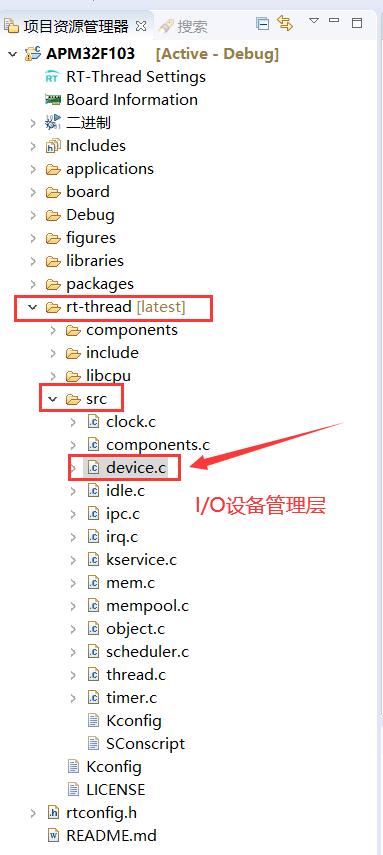 项目资源管理器 搜索
APM32F103 [Active - Debug]
RT RT-Thread Settings
Board Information
二进制
Includes
applications
board
Debug
figures
libraries
packages
rt-thread [latest]
components
include
libcpu
src
clock.c
components.c
device.c
I/O设备管理层
idle.c
ipc.c
irq.c
kservice.c
mem.c
mempool.c
object.c
scheduler.c
thread.c
timer.c
Kconfig
SConscript
Kconfig
LICENSE
rtconfig.h
README.md